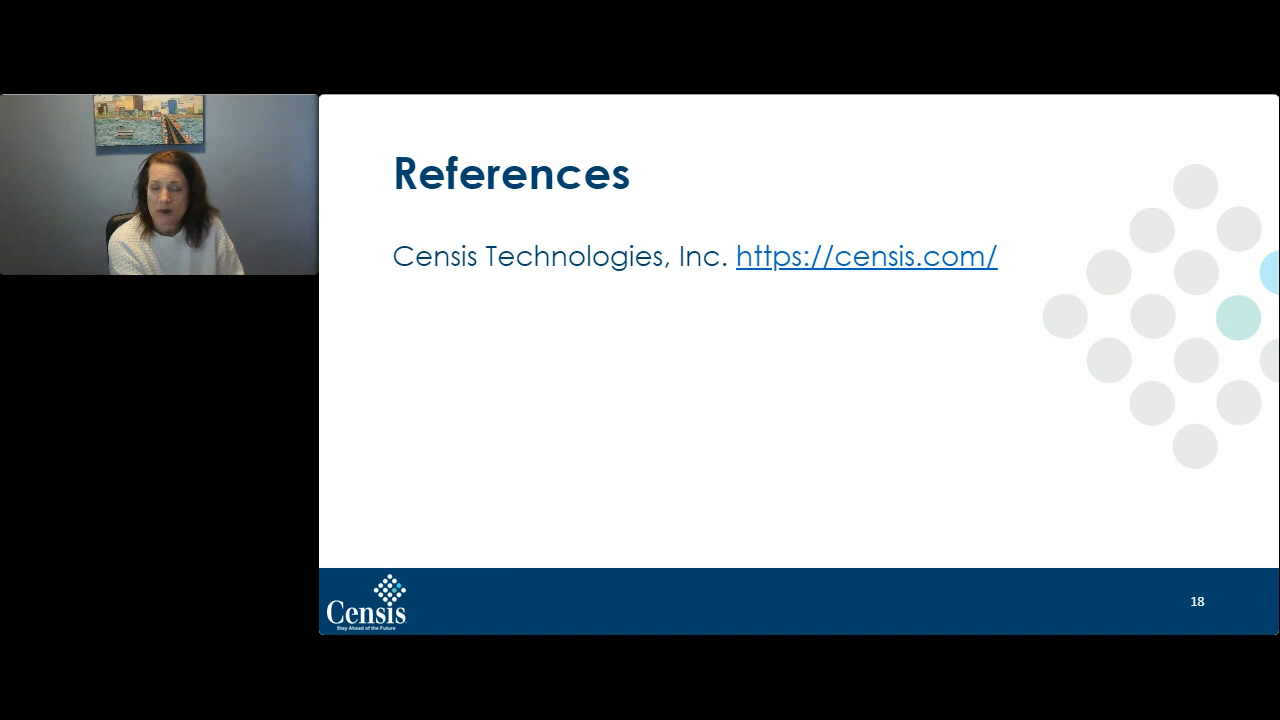 References
Censis Technologies, Inc. https://censis.com/
Censis
Stay Ahead of the Future
18